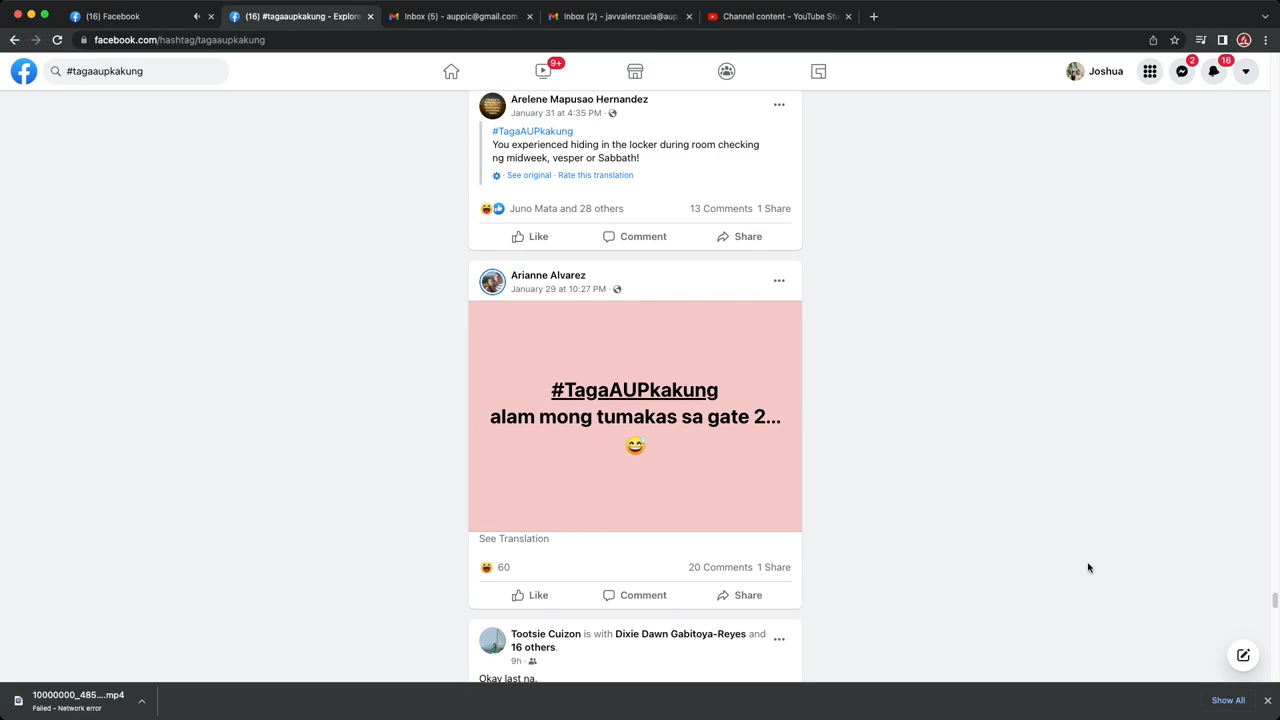 (16) Facebook
(16) #tagaaupkakung - Explore
Inbox (5) - auppic@gmail.com
Inbox (2) - javvalenzuela@aup
Channel content - YouTube Stu
facebook.com/hashtag/tagaaupkakung
#tagaaupkakung
9+
Joshua
2
16
Arelene Mapusao Hernandez
January 31 at 4:35 PM ·
#TagaAUPkakung
You experienced hiding in the locker during room checking
ng midweek, vesper or Sabbath!
· See original · Rate this translation
Juno Mata and 28 others
13 Comments 1 Share
Like
Comment
Share
Arianne Alvarez
January 29 at 10:27 PM ·
#TagaAUPkakung
alam mong tumakas sa gate 2...
See Translation
60
20 Comments 1 Share
Like
Comment
Share
Tootsie Cuizon is with Dixie Dawn Gabitoya-Reyes and
16 others.
9h ·
Okay last na.
10000000_485....mp4
Failed - Network error
Show All